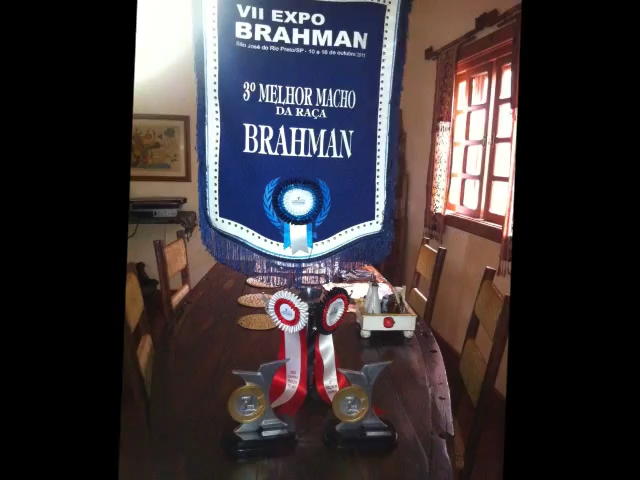 VII EXPO
BRAHMAN
São José do Rio Preto/SP - 10 a 16 de outubro 2011
3º MELHOR MACHO
DA RAÇA
BRAHMAN